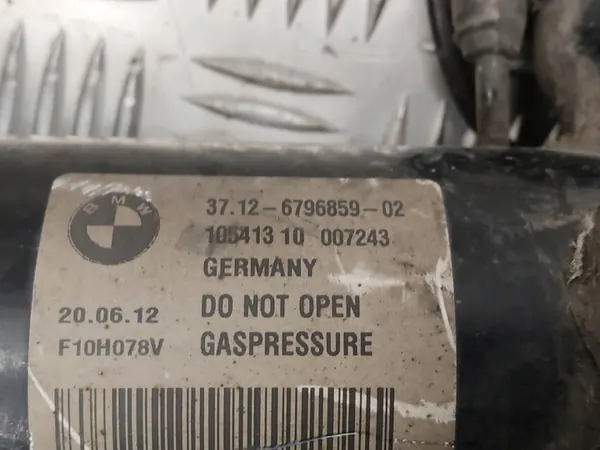 BMW
37.12-6796859-02
105413 10 007243
GERMANY
20.06.12 DO NOT OPEN
F10H078V GASPRESSURE